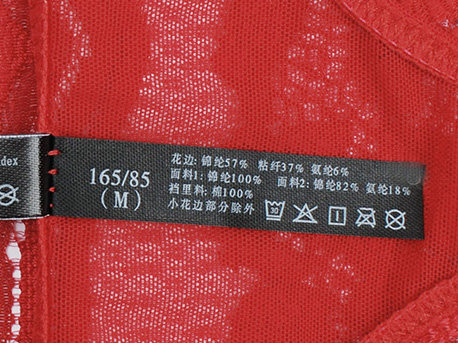 dex
165/85
(M)
花边: 锦纶57% 粘纤37% 氨纶6%
面料1: 锦纶100% 面料2: 锦纶82% 氨纶18%
裆里料: 棉100%
小花边部分除外
30